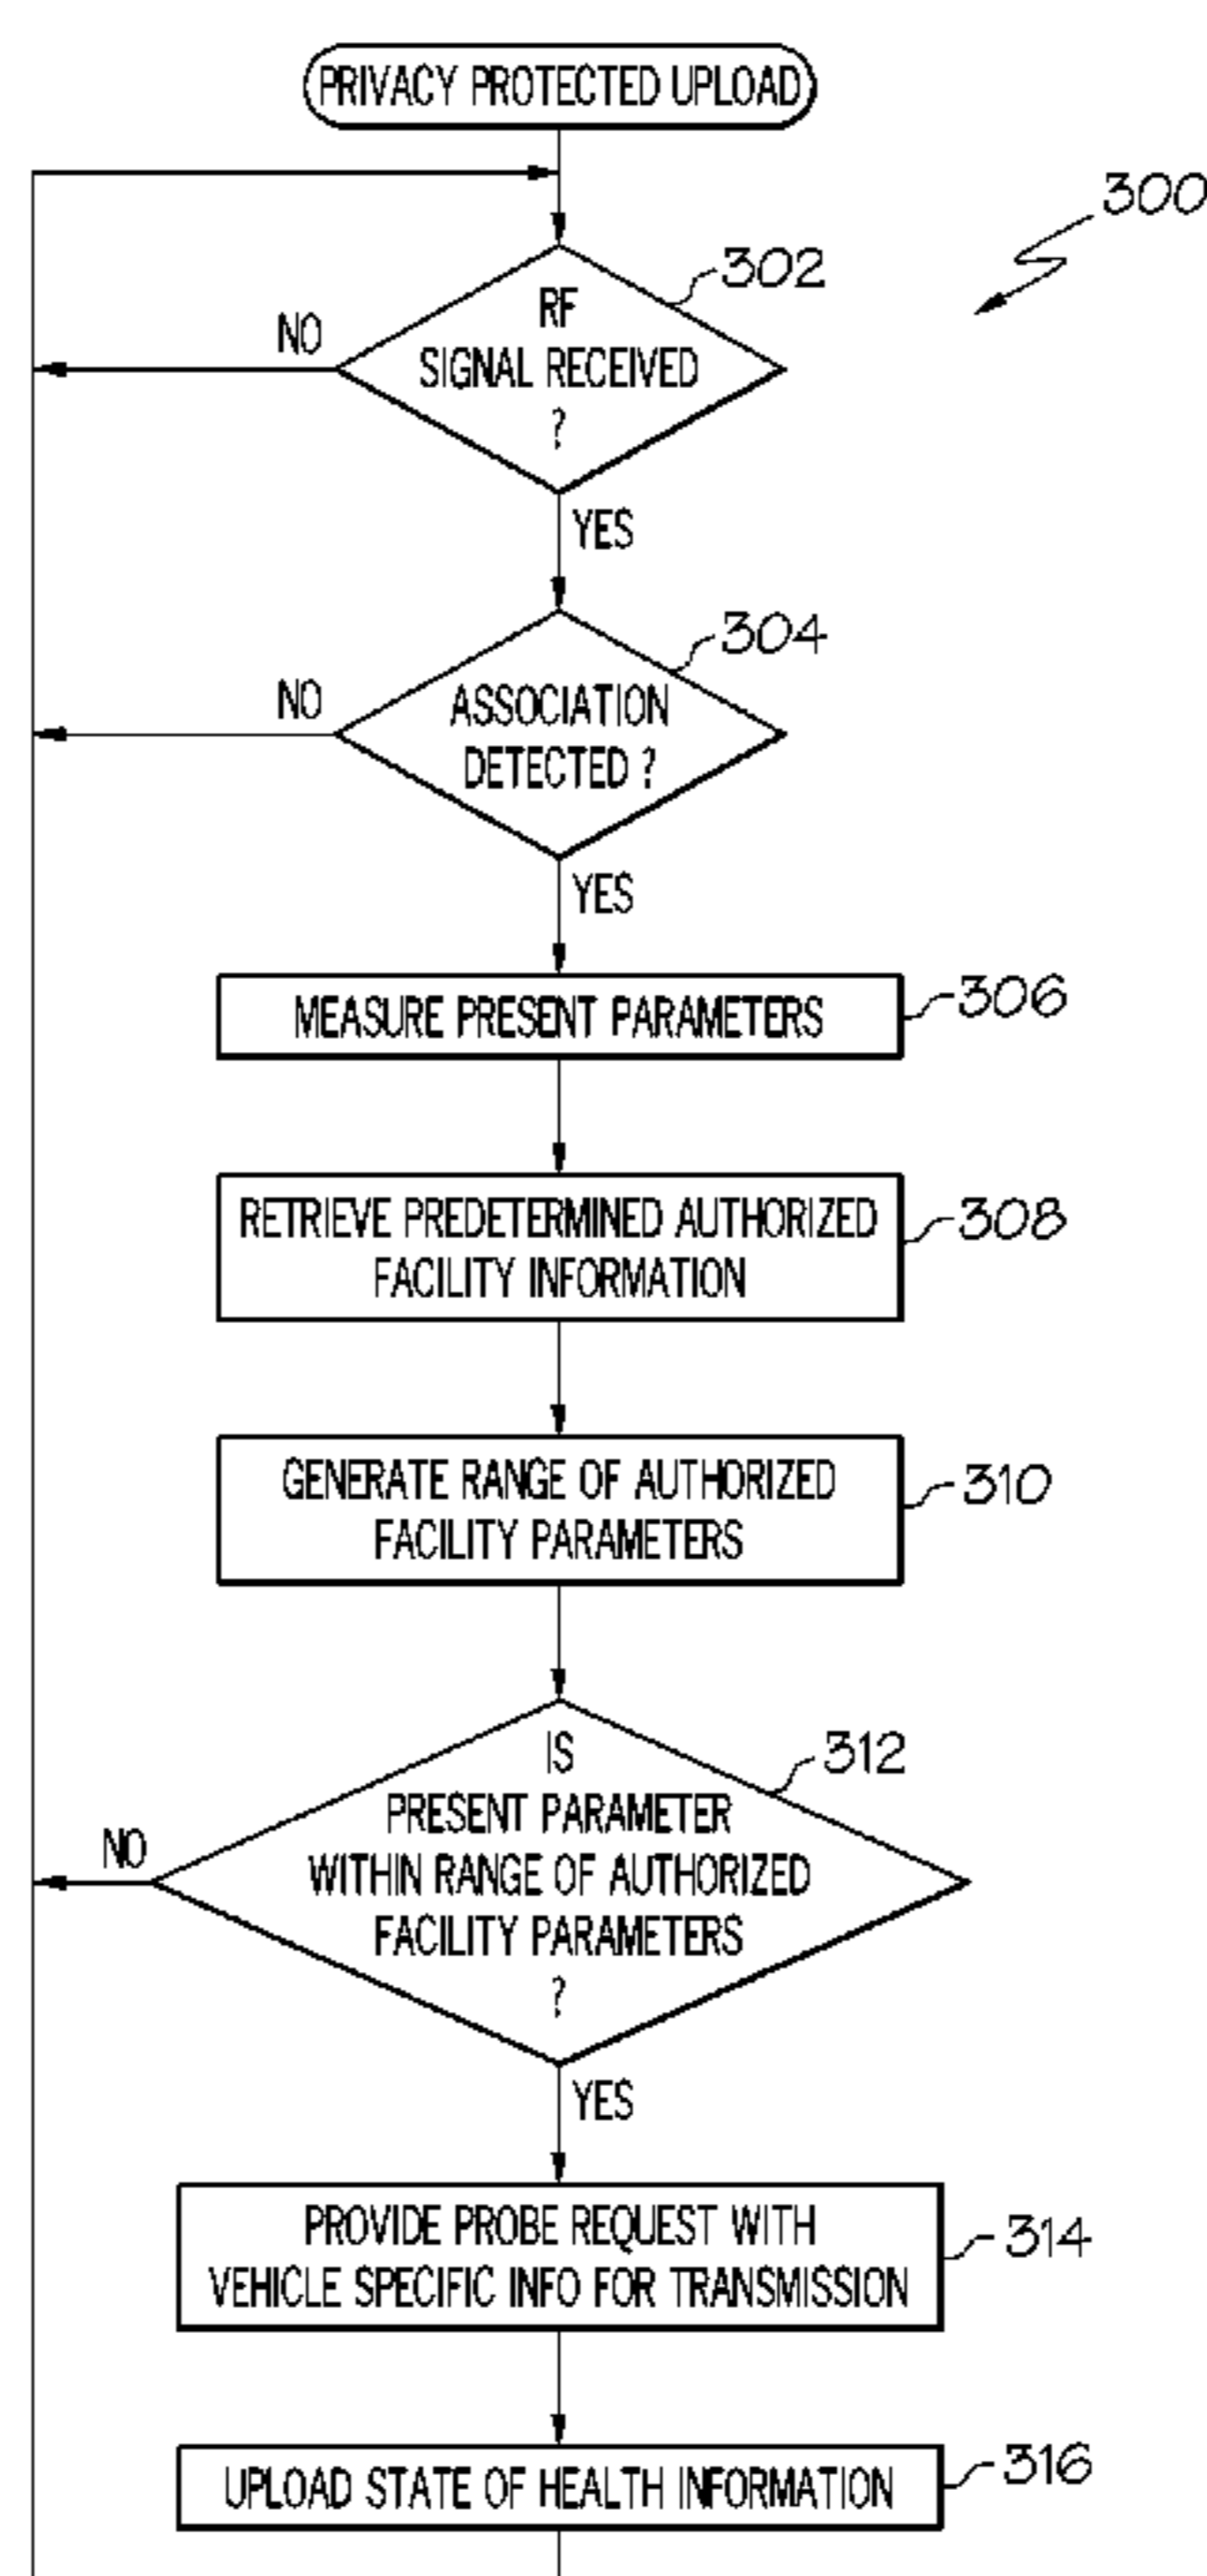 PRIVACY PROTECTED UPLOAD
300
302
RF
SIGNAL RECEIVED
?
NO
YES
304
ASSOCIATION
DETECTED ?
NO
YES
MEASURE PRESENT PARAMETERS
306
RETRIEVE PREDETERMINED AUTHORIZED
FACILITY INFORMATION
308
GENERATE RANGE OF AUTHORIZED
FACILITY PARAMETERS
310
312
IS
PRESENT PARAMETER
WITHIN RANGE OF AUTHORIZED
FACILITY PARAMETERS
?
NO
YES
PROVIDE PROBE REQUEST WITH
VEHICLE SPECIFIC INFO FOR TRANSMISSION
314
UPLOAD STATE OF HEALTH INFORMATION
316